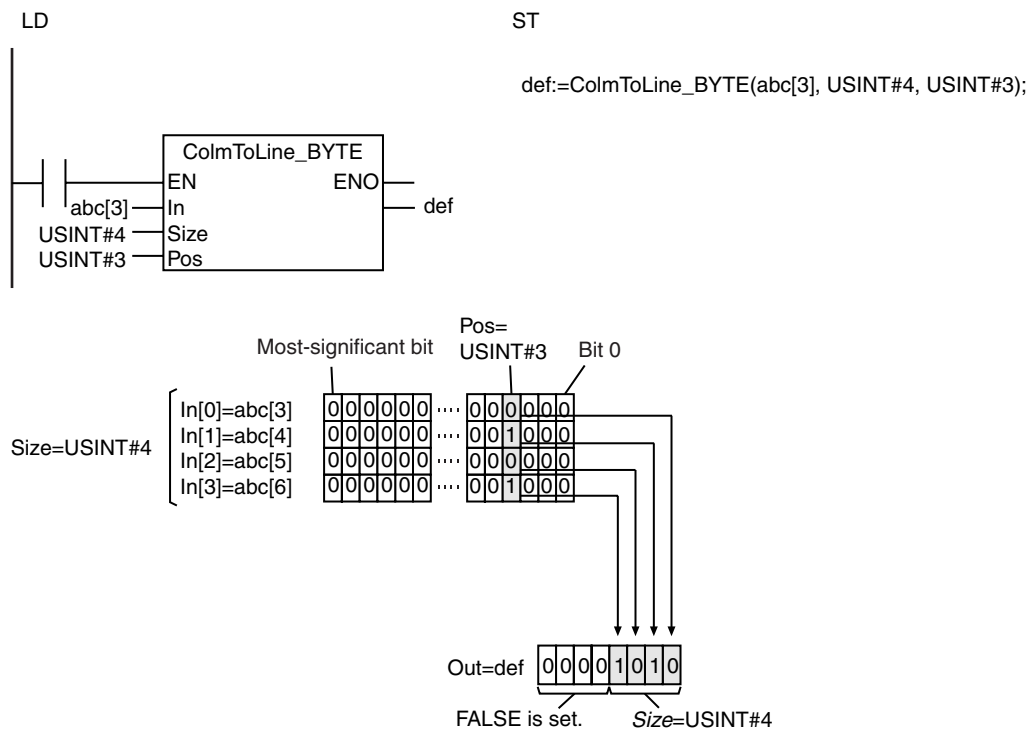 LD
ST
def:=ColmToLine_BYTE(abc[3], USINT#4, USINT#3);
ColmToLine_BYTE
EN ENO
abc[3] In def
USINT#4 Size
USINT#3 Pos
Pos=
USINT#3
Most-significant bit
Bit 0
Size=USINT#4
In[0]=abc[3] 0 0 0 0 0 0 ···· 0 0 0 0 0 0
In[1]=abc[4] 0 0 0 0 0 0 ···· 0 0 1 0 0 0
In[2]=abc[5] 0 0 0 0 0 0 ···· 0 0 0 0 0 0
In[3]=abc[6] 0 0 0 0 0 0 ···· 0 0 1 0 0 0
Out=def 0 0 0 0 1 0 1 0
FALSE is set. Size=USINT#4